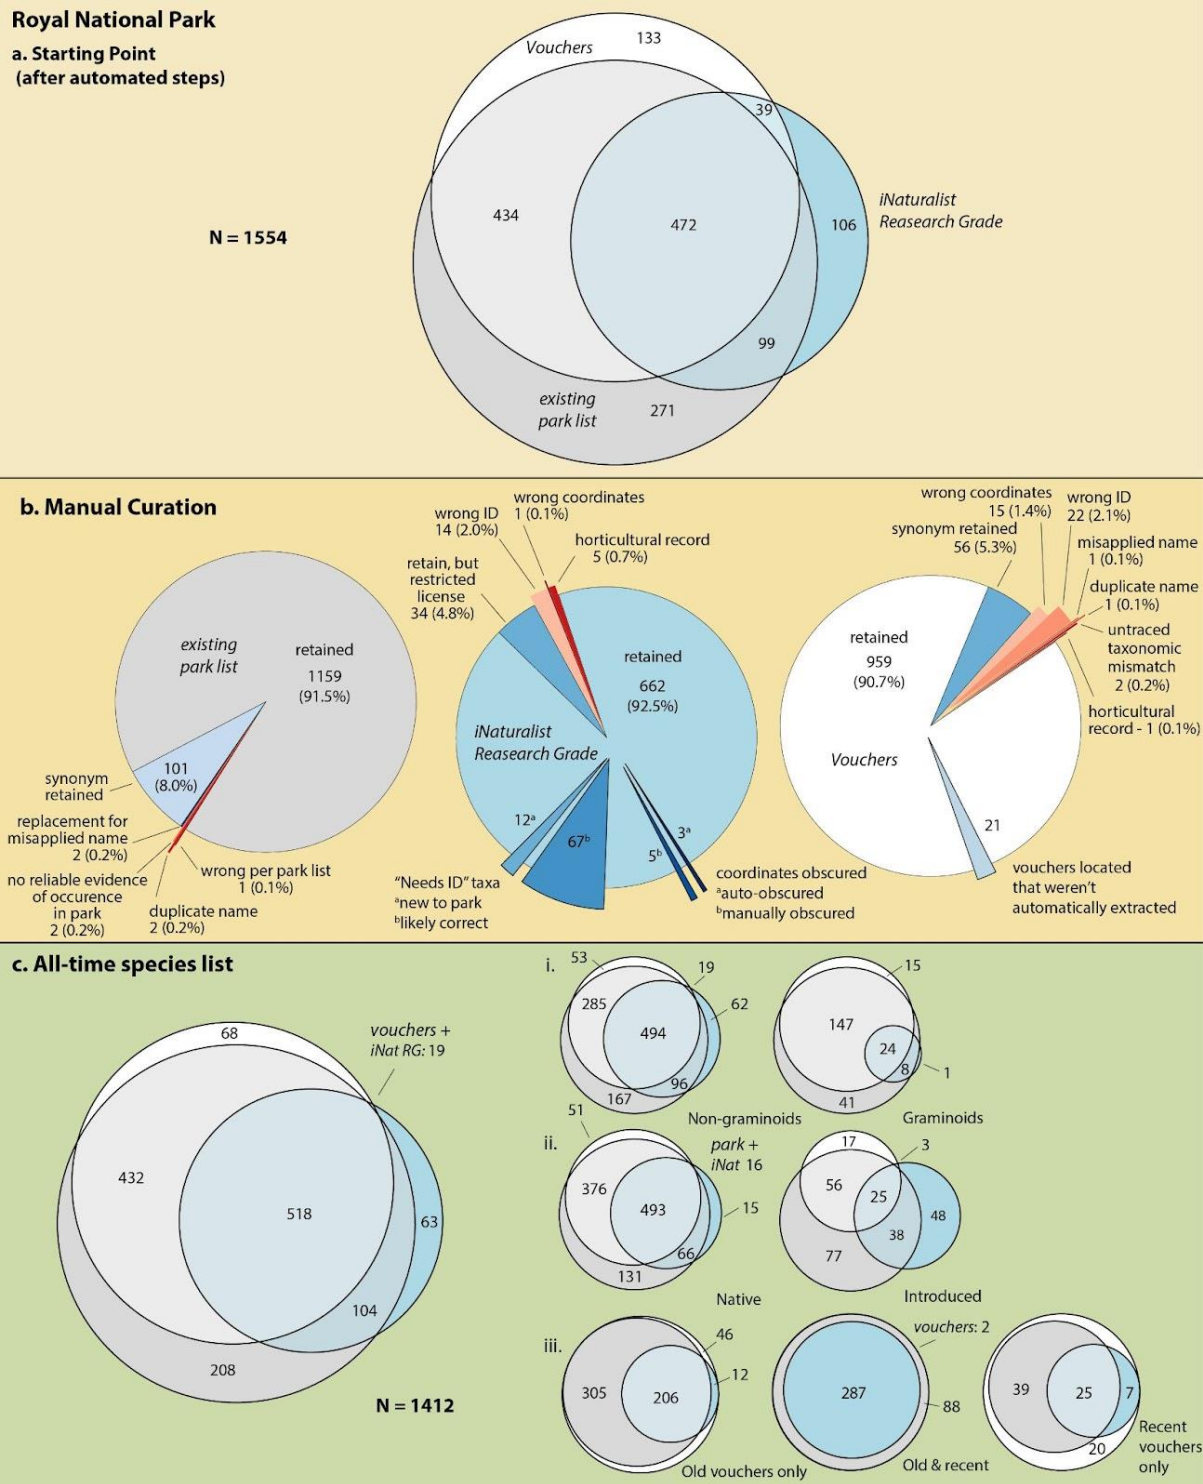 Royal National Park
a. Starting Point
(after automated steps)
N = 1554
Vouchers
133
39
iNaturalist
Reasearch Grade
434
472
106
99
existing
park list
271
b. Manual Curation
existing
park list
retained
1159
(91.5%)
101
(8.0%)
synonym
retained
replacement for
misapplied name
2 (0.2%)
no reliable evidence
of occurence
in park
2 (0.2%)
wrong per park list
1 (0.1%)
duplicate name
2 (0.2%)
wrong coordinates
1 (0.1%)
wrong ID
14 (2.0%)
horticultural record
5 (0.7%)
retain, but
restricted
license
34 (4.8%)
retained
662
(92.5%)
iNaturalist
Reasearch Grade
12a
67b
5b
3a
"Needs ID" taxa
anew to park
blikely correct
coordinates obscured
aauto-obscured
bmanually obscured
wrong coordinates
15 (1.4%)
wrong ID
22 (2.1%)
synonym retained
56 (5.3%)
misapplied name
1 (0.1%)
duplicate name
1 (0.1%)
untraced
taxonomic
mismatch
2 (0.2%)
horticultural
record - 1 (0.1%)
retained
959
(90.7%)
Vouchers
21
vouchers located
that weren't
automatically extracted
c. All-time species list
68
vouchers +
iNat RG: 19
432
518
63
104
208
N = 1412
i.
53
19
285
494
62
96
167
Non-graminoids
15
147
24
8
1
41
Graminoids
ii.
51
park +
iNat 16
376
493
15
66
131
Native
17
3
56
25
48
38
77
Introduced
iii.
46
12
305
206
Old vouchers only
vouchers: 2
287
88
Old & recent
39
25
7
20
Recent
vouchers
only